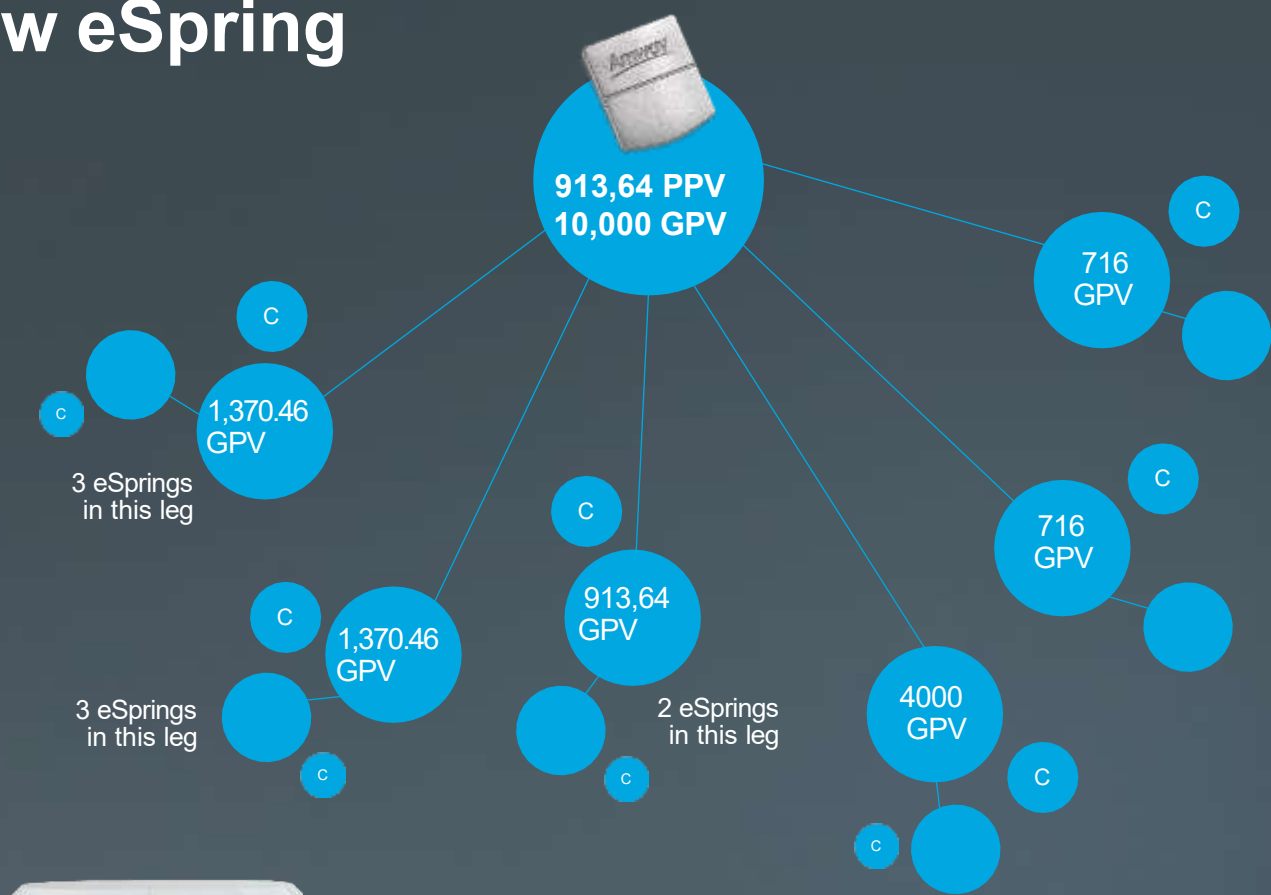 w eSpring
Amway
913,64 PPV
10,000 GPV
C
716
GPV
C
C
1,370.46
GPV
3 eSprings
in this leg
C
716
GPV
C
913,64
GPV
2 eSprings
in this leg
C
C
1,370.46
GPV
3 eSprings
in this leg
C
4000
GPV
C
C